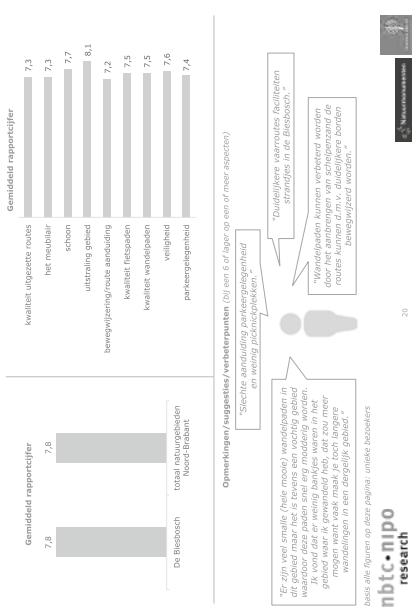 Gemiddeld rapportcijfer
7,8
7,8
De Biesbosch
totaal natuurgebieden
Noord-Brabant
Gemiddeld rapportcijfer
kwaliteit uitgezette routes
7,3
het meubilair
7,3
schoon
7,7
uitstraling gebied
8,1
bewegwijzering/route aanduiding
7,2
kwaliteit fietspaden
7,5
kwaliteit wandelpaden
7,5
veiligheid
7,6
parkeergelegenheid
7,4
Opmerkingen/suggesties/verbeterpunten (bij een 6 of lager op een of meer aspecten)
"Er zijn veel smalle (hele mooie) wandelpaden in
dit gebied maar het is tevens een vochtig gebied
waardoor deze paden snel erg modderig worden.
Ik vond dat er weinig bankjes waren in het
gebied waar ik gewandeld heb, dat zou meer
mogen want vaak maak je toch langere
wandelingen in een dergelijk gebied."
"Slechte aanduiding parkeergelegenheid
en weinig picknickplekken."
"Duidelijkere vaarroutes faciliteiten
strandjes in de Biesbosch."
"Wandelpaden kunnen verbeterd worden
door het aanbrengen van schelpenzand de
routes kunnen d.m.v. duidelijkere borden
bewegwijzerd worden."
basis alle figuren op deze pagina: unieke bezoekers
nbtc•nipo
research
20
Natuurmonumenten